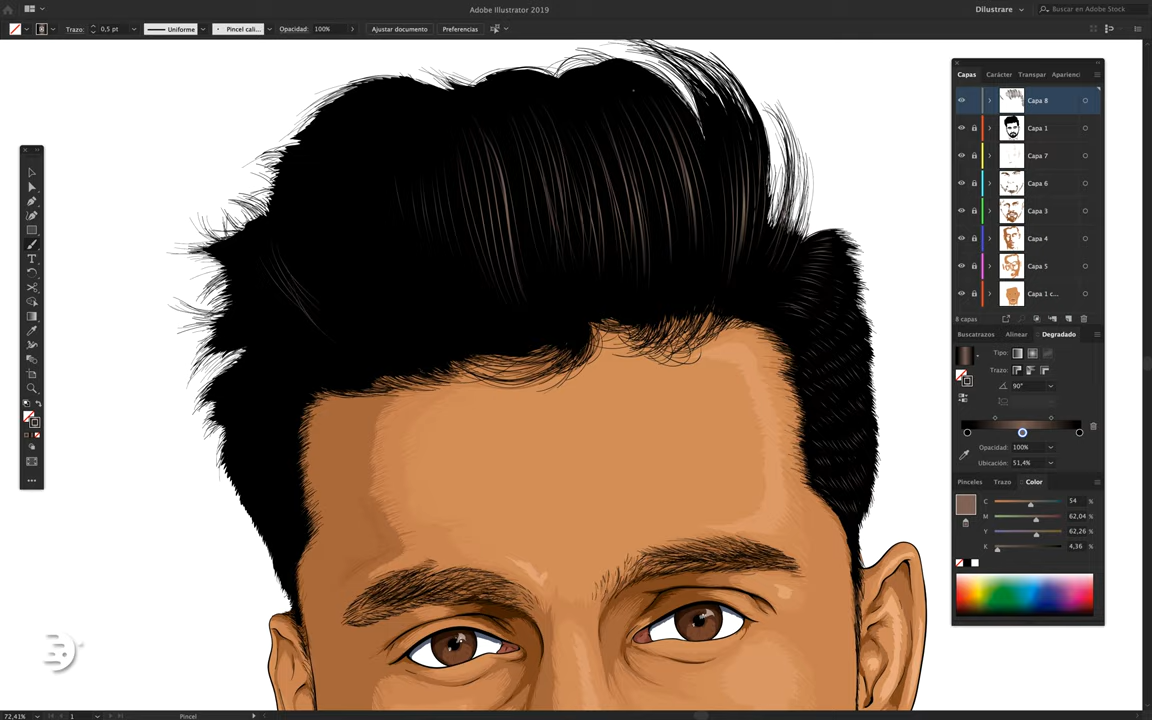 Adobe Illustrator 2019
Dilustrare
Buscar en Adobe Stock
Trazo: 0,5 pt Uniforme Pincel cali... Opacidad: 100% Ajustar documento Preferencias
Capas Carácter Transpar Aparienci
Capa 8
Capa 1
Capa 7
Capa 6
Capa 3
Capa 4
Capa 5
Capa 1 c...
8 capas
Buscatrazos Alinear Degradado
Tipo:
Trazo:
90°
Opacidad: 100%
Ubicación: 51,4%
Pinceles Trazo Color
C 54 %
M 62,04 %
Y 62,26 %
K 4,36 %
72,41% 1 Pincel